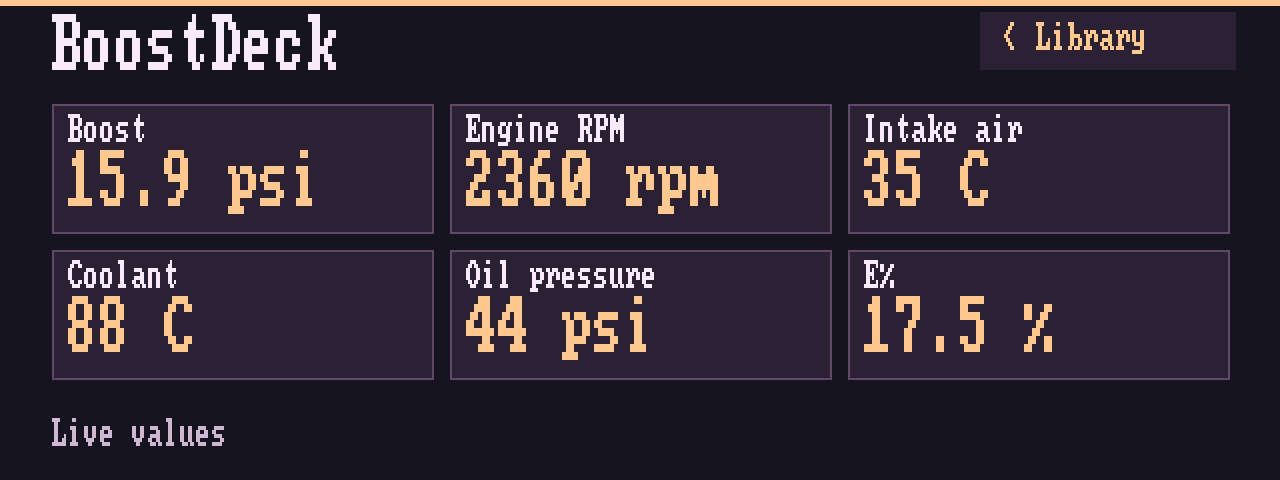 BoostDeck
< Library
Boost
15.9 psi
Engine RPM
2360 rpm
Intake air
35 C
Coolant
88 C
Oil pressure
44 psi
E%
17.5 %
Live values